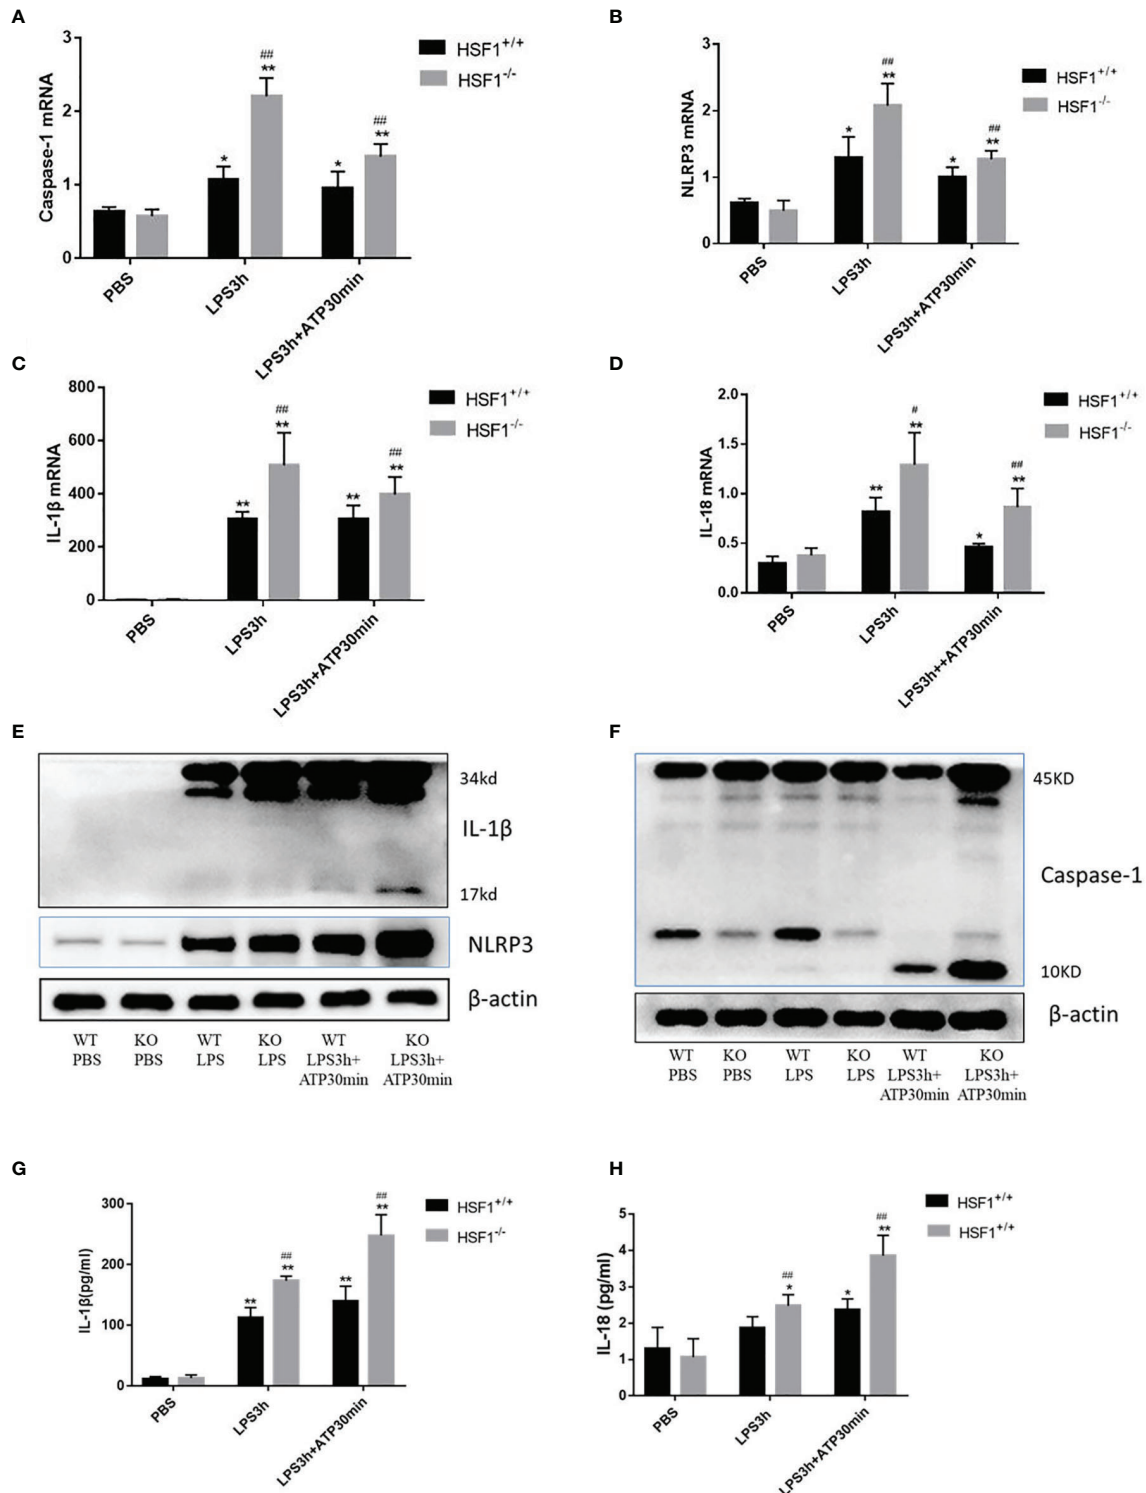 A
Caspase-1 mRNA
3
2
1
0
##
**
*
##
**
*
PBS
LPS3h
LPS3h+ATP30min
HSF1+/+
HSF1-/-
B
NLRP3 mRNA
3
2
1
0
##
**
*
##
**
*
PBS
LPS3h
LPS3h+ATP30min
HSF1+/+
HSF1-/-
C
IL-1β mRNA
800
600
400
200
0
##
**
**
##
**
**
PBS
LPS3h
LPS3h+ATP30min
HSF1+/+
HSF1-/-
D
IL-18 mRNA
2.0
1.5
1.0
0.5
0.0
#
**
**
##
**
*
PBS
LPS3h
LPS3h++ATP30min
HSF1+/+
HSF1-/-
E
34kd
IL-1β
17kd
NLRP3
β-actin
WT PBS
KO PBS
WT LPS
KO LPS
WT LPS3h+ ATP30min
KO LPS3h+ ATP30min
F
45KD
Caspase-1
10KD
β-actin
WT PBS
KO PBS
WT LPS
KO LPS
WT LPS3h+ ATP30min
KO LPS3h+ ATP30min
G
IL-1β(pg/ml)
300
200
100
0
##
**
**
##
**
**
PBS
LPS3h
LPS3h+ATP30min
HSF1+/+
HSF1-/-
H
IL-18 (pg/ml)
5
4
3
2
1
0
##
*
##
**
*
PBS
LPS3h
LPS3h+ATP30min
HSF1+/+
HSF1+/+